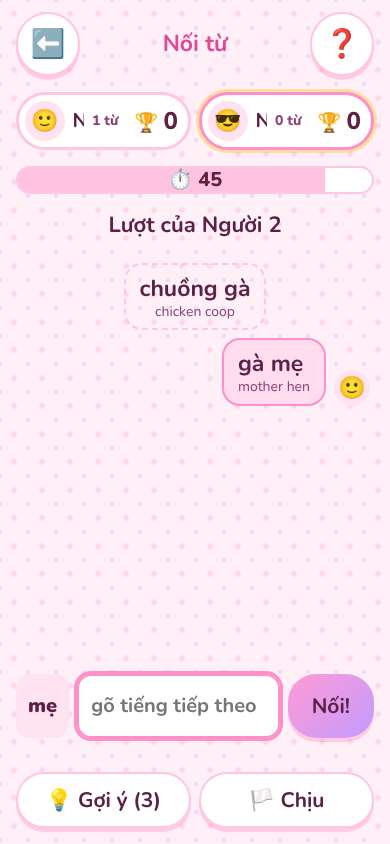 Nối từ
N 1 từ 0
N 0 từ 0
45
Lượt của Người 2
chuồng gà
chicken coop
gà mẹ
mother hen
mẹ gõ tiếng tiếp theo Nối!
Gợi ý (3) Chịu